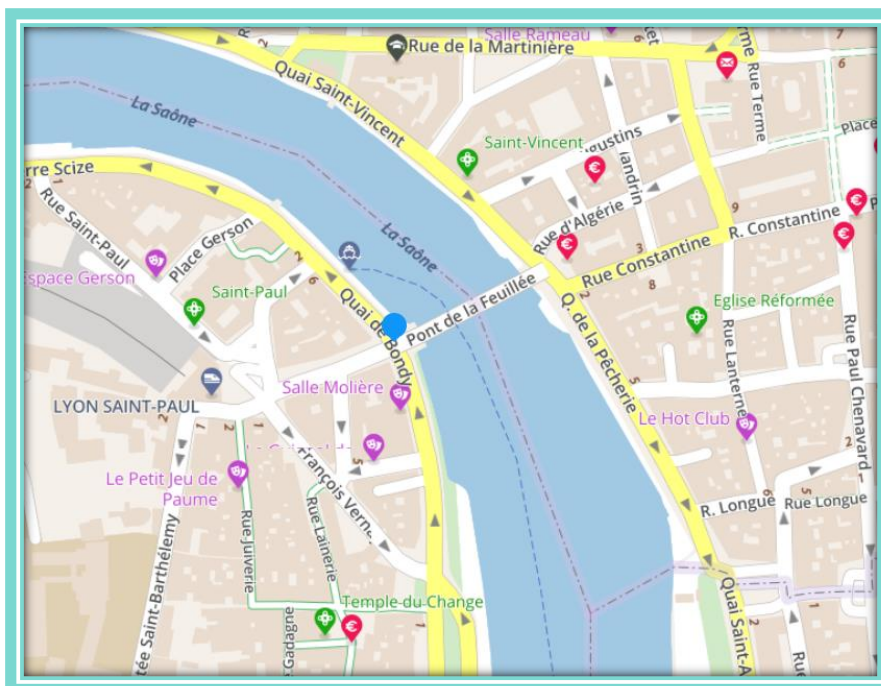 Salle Rameau
Rue de la Martinière
Quai Saint-Vincent
La Saône
Rue Terme
Saint-Vincent
Place
erre Scize
Rue Saint-Paul
Place Gerson
space Gerson
Saint-Paul
La Saône
Rue d'Algérie
R. Constantine
Rue Constantine
Quai de Bondy
Pont de la Feuillée
Q. de la Pêcherie
Eglise Réformée
Rue Lanterne
Rue Paul Chenavard
LYON SAINT-PAUL
Salle Molière
Le Hot Club
Le Petit Jeu de
Paume
François Verne
R. Longue
Rue Longue
Rue Juiverie
Rue Lainerie
tée Saint-Barthélemy
Temple du Change
Gadagne
Quai Saint-A
Rue